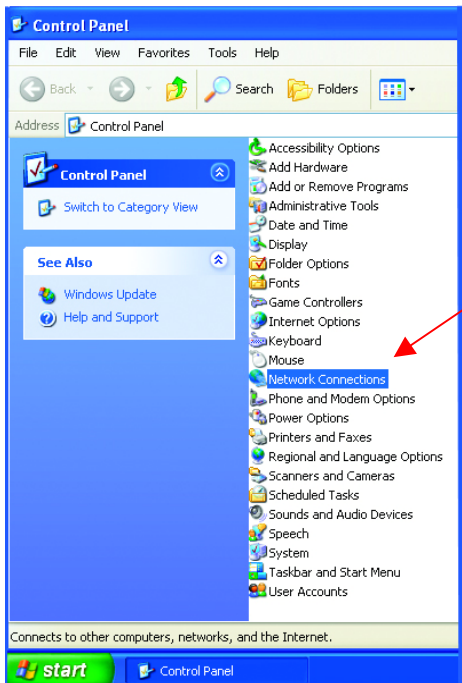 Control Panel
File Edit View Favorites Tools Help
Back Search Folders
Address Control Panel
Control Panel
Switch to Category View
See Also
Windows Update
Help and Support
Accessibility Options
Add Hardware
Add or Remove Programs
Administrative Tools
Date and Time
Display
Folder Options
Fonts
Game Controllers
Internet Options
Keyboard
Mouse
Network Connections
Phone and Modem Options
Power Options
Printers and Faxes
Regional and Language Options
Scanners and Cameras
Scheduled Tasks
Sounds and Audio Devices
Speech
System
Taskbar and Start Menu
User Accounts
Connects to other computers, networks, and the Internet.
start Control Panel